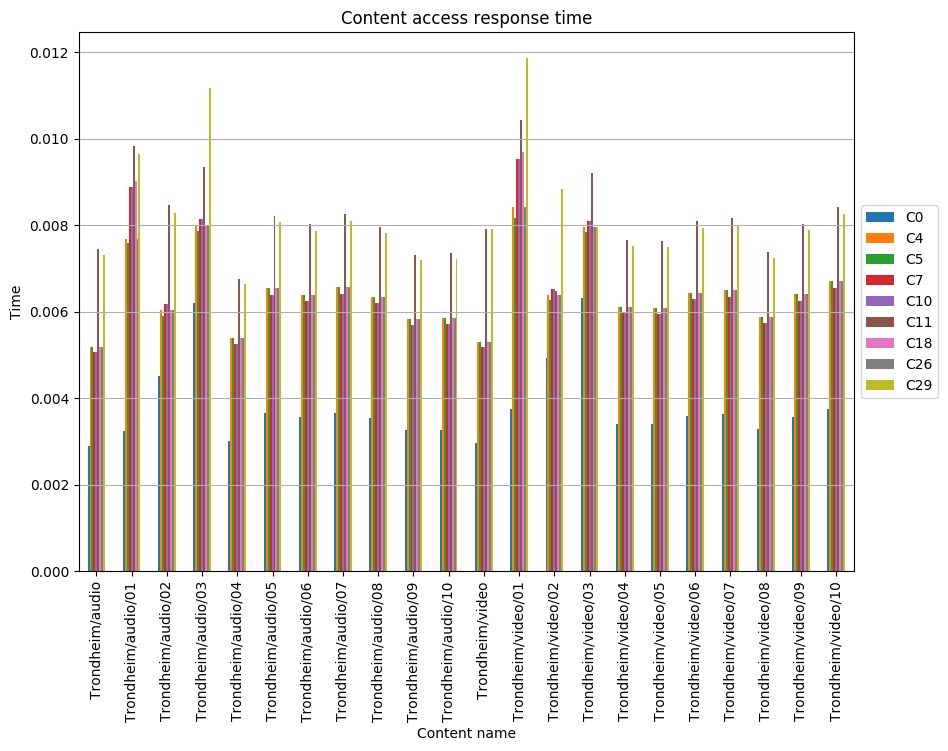 Content access response time
0.012
0.010
0.008
0.006
0.004
0.002
0.000
Time
C0
C4
C5
C7
C10
C11
C18
C26
C29
Trondheim/audio
Trondheim/audio/01
Trondheim/audio/02
Trondheim/audio/03
Trondheim/audio/04
Trondheim/audio/05
Trondheim/audio/06
Trondheim/audio/07
Trondheim/audio/08
Trondheim/audio/09
Trondheim/audio/10
Trondheim/video
Trondheim/video/01
Trondheim/video/02
Trondheim/video/03
Trondheim/video/04
Trondheim/video/05
Trondheim/video/06
Trondheim/video/07
Trondheim/video/08
Trondheim/video/09
Trondheim/video/10
Content name